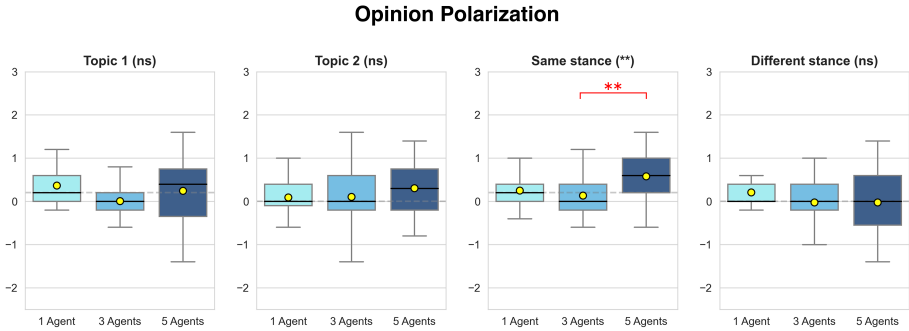 Opinion Polarization
Topic 1 (ns)
Topic 2 (ns)
Same stance (**)
Different stance (ns)
3
2
1
0
−1
−2
1 Agent
3 Agents
5 Agents
3
2
1
0
−1
−2
1 Agent
3 Agents
5 Agents
3
2
1
0
−1
−2
**
1 Agent
3 Agents
5 Agents
3
2
1
0
−1
−2
1 Agent
3 Agents
5 Agents